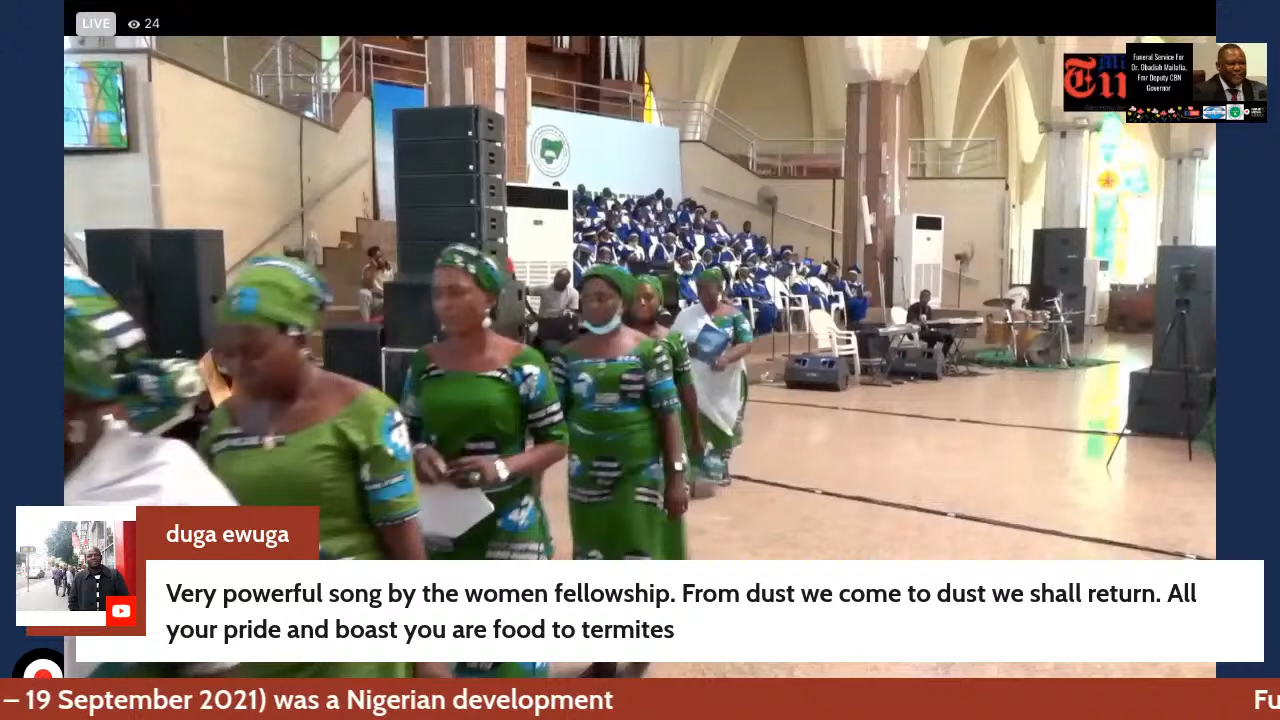 LIVE 24
Funeral Service For
Dr. Obadiah Mailafia,
Fmr Deputy CBN
Governor
duga ewuga
Very powerful song by the women fellowship. From dust we come to dust we shall return. All
your pride and boast you are food to termites
– 19 September 2021) was a Nigerian development
Fu